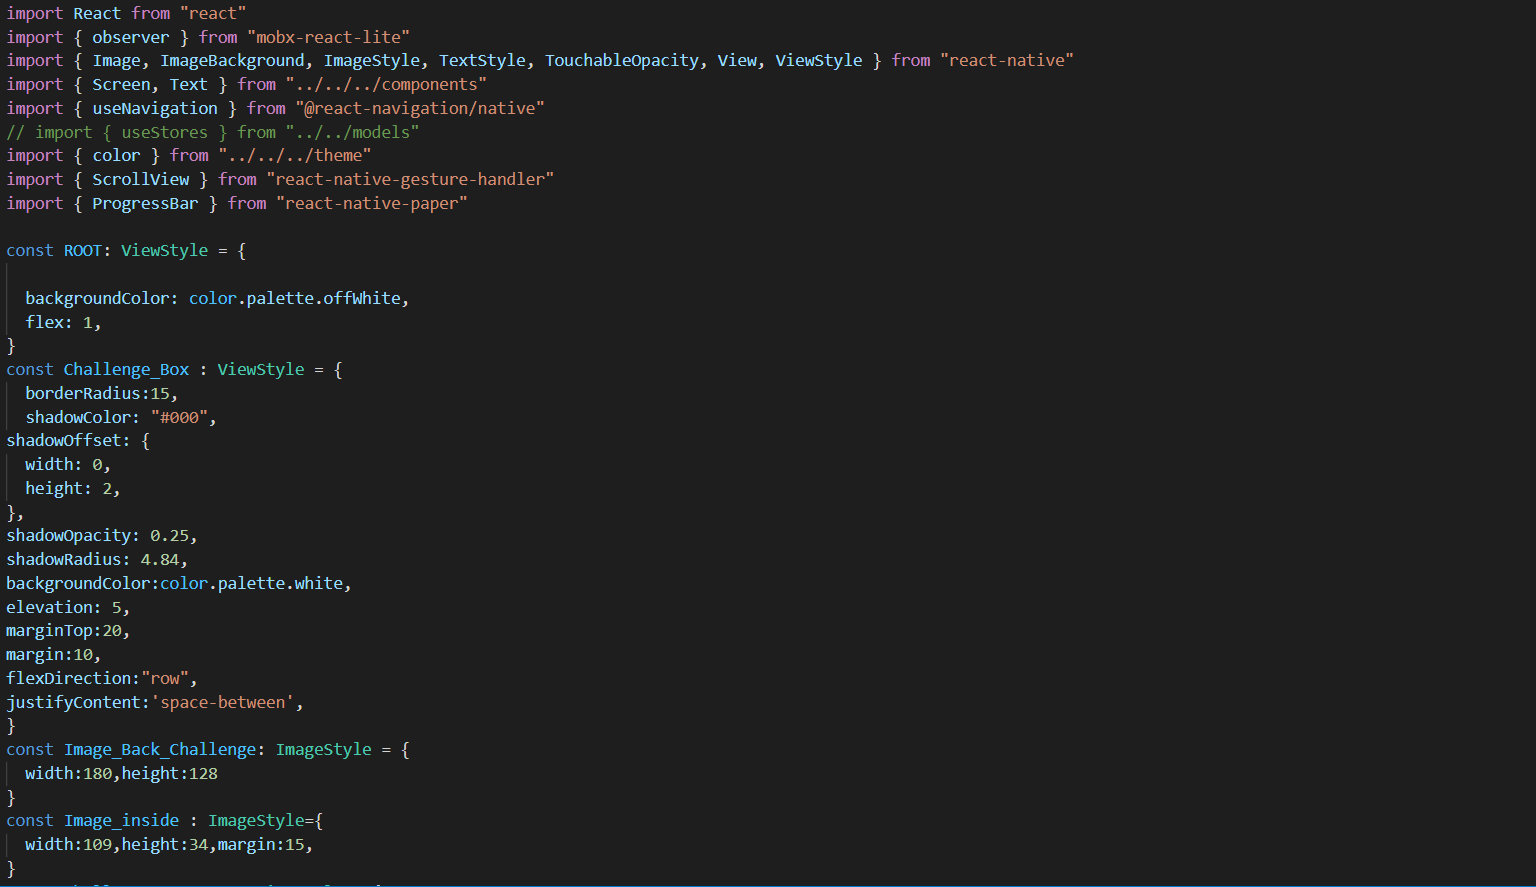 import React from "react"
import { observer } from "mobx-react-lite"
import { Image, ImageBackground, ImageStyle, TextStyle, TouchableOpacity, View, ViewStyle } from "react-native"
import { Screen, Text } from "../../../components"
import { useNavigation } from "@react-navigation/native"
// import { useStores } from "../../models"
import { color } from "../../../theme"
import { ScrollView } from "react-native-gesture-handler"
import { ProgressBar } from "react-native-paper"
const ROOT: ViewStyle = {
backgroundColor: color.palette.offWhite,
flex: 1,
}
const Challenge_Box : ViewStyle = {
borderRadius:15,
shadowColor: "#000",
shadowOffset: {
width: 0,
height: 2,
},
shadowOpacity: 0.25,
shadowRadius: 4.84,
backgroundColor:color.palette.white,
elevation: 5,
marginTop:20,
margin:10,
flexDirection:"row",
justifyContent:'space-between',
}
const Image_Back_Challenge: ImageStyle = {
width:180,height:128
}
const Image_inside : ImageStyle={
width:109,height:34,margin:15,
}